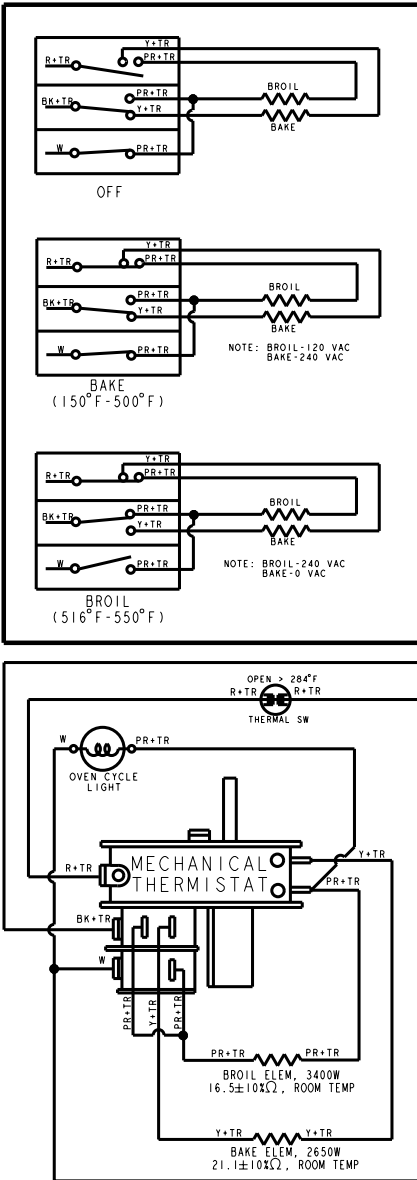 Y+TR
R+TR PR+TR
BROIL
BK+TR PR+TR
Y+TR
BAKE
W PR+TR
OFF
Y+TR
R+TR PR+TR
BROIL
BK+TR PR+TR
Y+TR
BAKE
W PR+TR
NOTE: BROIL-120 VAC
BAKE-240 VAC
BAKE
(150°F-500°F)
Y+TR
R+TR PR+TR
BROIL
BK+TR PR+TR
Y+TR
BAKE
W PR+TR
NOTE: BROIL-240 VAC
BAKE-0 VAC
BROIL
(516°F-550°F)
OPEN > 284°F
R+TR R+TR
THERMAL SW
W PR+TR
OVEN CYCLE
LIGHT
MECHANICAL
THERMISTAT
R+TR
Y+TR
PR+TR
BK+TR
W
PR+TR
Y+TR
PR+TR
PR+TR PR+TR
BROIL ELEM, 3400W
16.5±10%Ω, ROOM TEMP
Y+TR Y+TR
BAKE ELEM, 2650W
21.1±10%Ω, ROOM TEMP